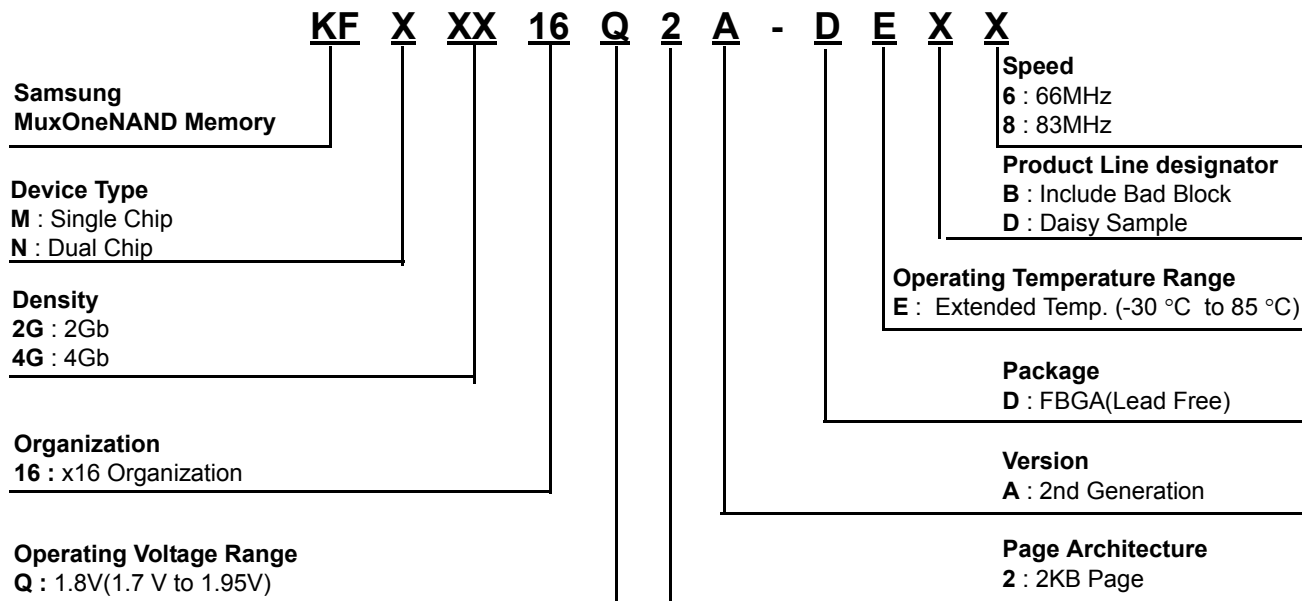 KF X XX 16 Q 2 A - D E X X
Samsung
MuxOneNAND Memory
Device Type
M : Single Chip
N : Dual Chip
Density
2G : 2Gb
4G : 4Gb
Organization
16 : x16 Organization
Operating Voltage Range
Q : 1.8V(1.7 V to 1.95V)
Speed
6 : 66MHz
8 : 83MHz
Product Line designator
B : Include Bad Block
D : Daisy Sample
Operating Temperature Range
E : Extended Temp. (-30 °C to 85 °C)
Package
D : FBGA(Lead Free)
Version
A : 2nd Generation
Page Architecture
2 : 2KB Page